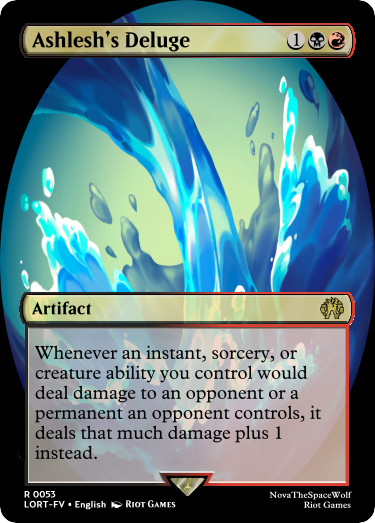 Ashlesh's Deluge 1
Artifact
Whenever an instant, sorcery, or
creature ability you control would
deal damage to an opponent or a
permanent an opponent controls, it
deals that much damage plus 1
instead.
R 0053
LORT-FV • English Riot Games
NovaTheSpaceWolf
Riot Games